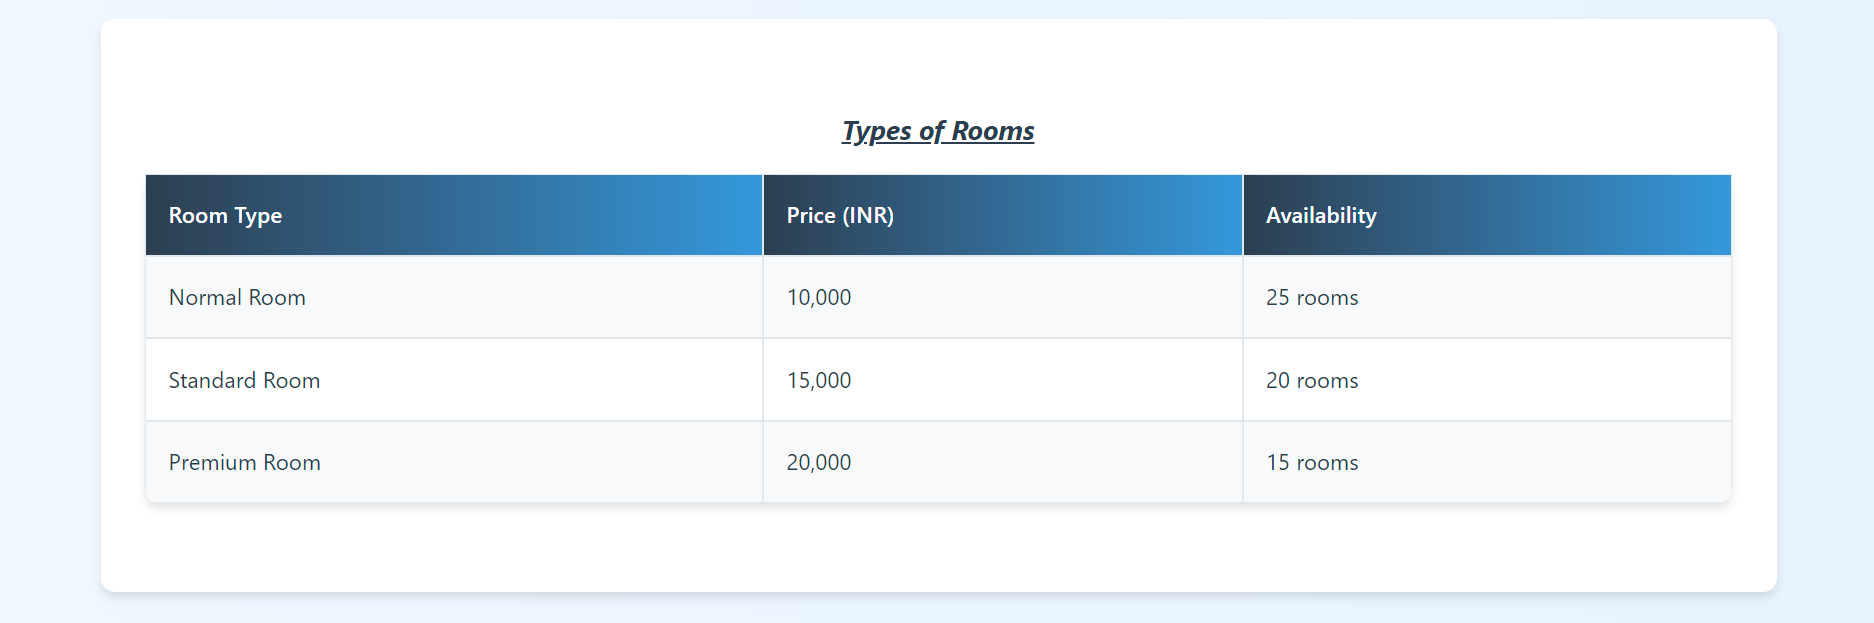 Types of Rooms
Room Type Price (INR) Availability
Normal Room 10,000 25 rooms
Standard Room 15,000 20 rooms
Premium Room 20,000 15 rooms